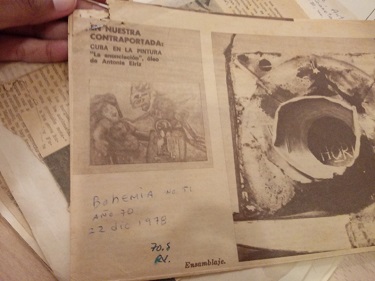 En NUESTRA
CONTRAPORTADA:
CUBA EN LA PINTURA
"La anunciación", óleo
de Antonia Eiriz
BOHEMIA No. 51
AÑO 70
22 DIC 1978
Ensamblaje.